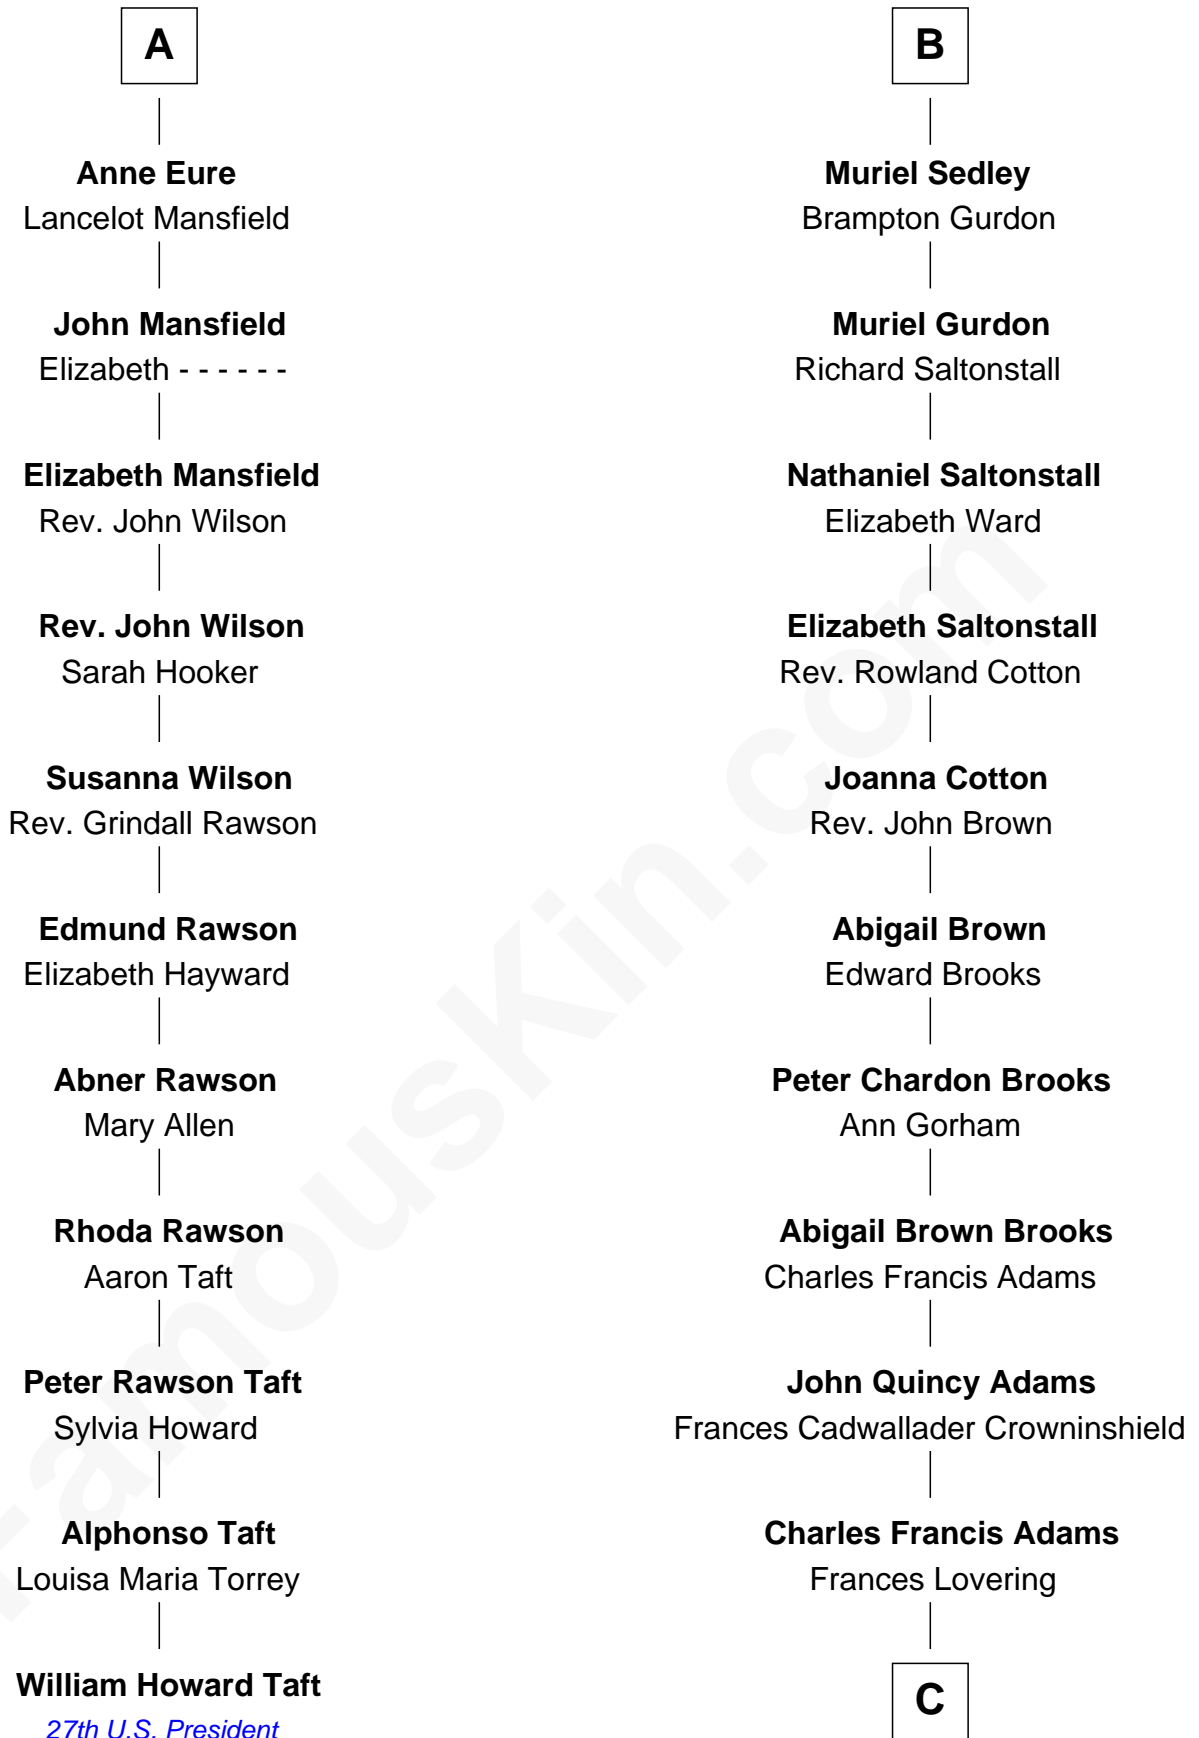 A
Anne Eure
Lancelot Mansfield
John Mansfield
Elizabeth - - - - - -
Elizabeth Mansfield
Rev. John Wilson
Rev. John Wilson
Sarah Hooker
Susanna Wilson
Rev. Grindall Rawson
Edmund Rawson
Elizabeth Hayward
Abner Rawson
Mary Allen
Rhoda Rawson
Aaron Taft
Peter Rawson Taft
Sylvia Howard
Alphonso Taft
Louisa Maria Torrey
William Howard Taft
27th U.S. President
B
Muriel Sedley
Brampton Gurdon
Muriel Gurdon
Richard Saltonstall
Nathaniel Saltonstall
Elizabeth Ward
Elizabeth Saltonstall
Rev. Rowland Cotton
Joanna Cotton
Rev. John Brown
Abigail Brown
Edward Brooks
Peter Chardon Brooks
Ann Gorham
Abigail Brown Brooks
Charles Francis Adams
John Quincy Adams
Frances Cadwallader Crowninshield
Charles Francis Adams
Frances Lovering
C
FamousKin.com